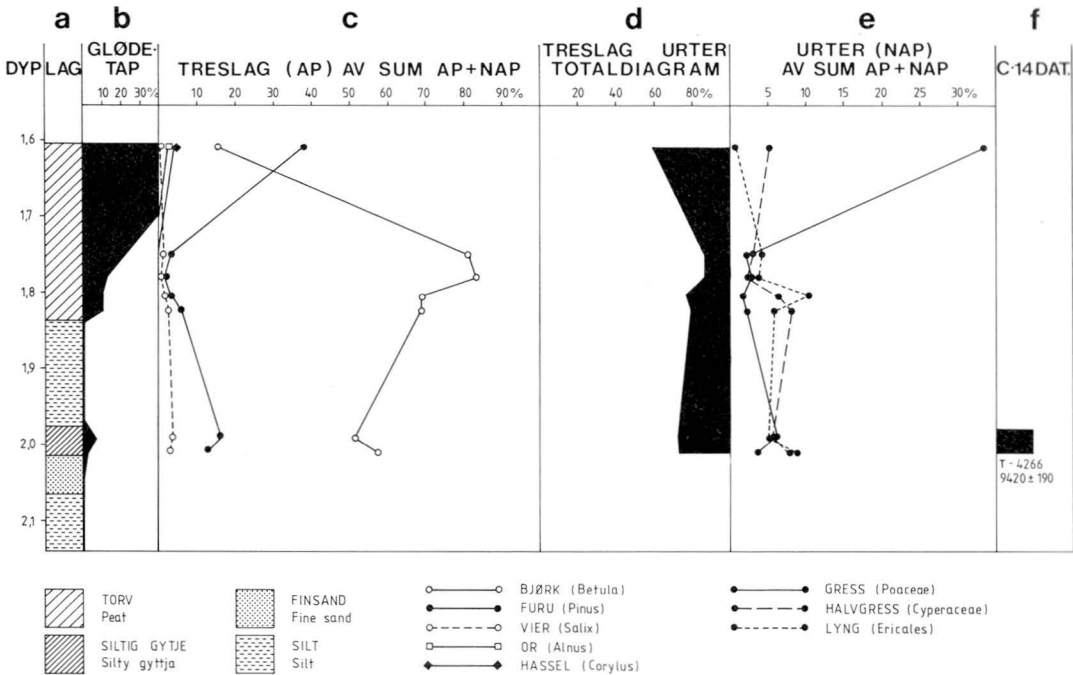 a b c d e f
DYP LAG GLØDE- TAP TRESLAG (AP) AV SUM AP+NAP TRESLAG URTER TOTALDIAGRAM URTER (NAP) AV SUM AP+NAP C-14DAT.
10 20 30% 10 20 30 40 50 60 70 80 90% 20 40 60 80% 5 10 20 30%
1,6
1,7
1,8
1,9
2,0
2,1
T - 4266
9420 ± 190
TORV
Peat
SILTIG GYTJE
Silty gyttja
FINSAND
Fine sand
SILT
Silt
BJØRK (Betula)
FURU (Pinus)
VIER (Salix)
OR (Alnus)
HASSEL (Corylus)
GRESS (Poaceae)
HALVGRESS (Cyperaceae)
LYNG (Ericales)